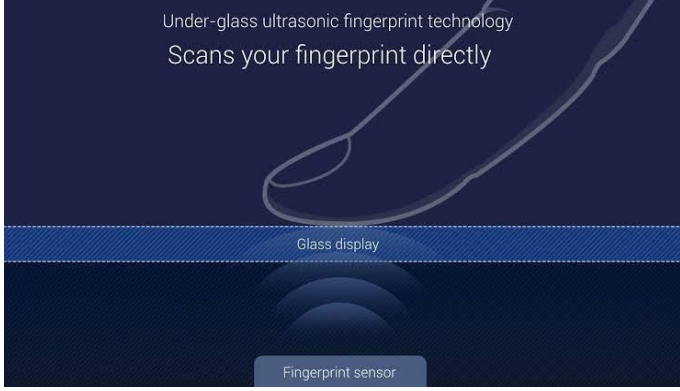 Under-glass ultrasonic fingerprint technology
Scans your fingerprint directly
Glass display
Fingerprint sensor